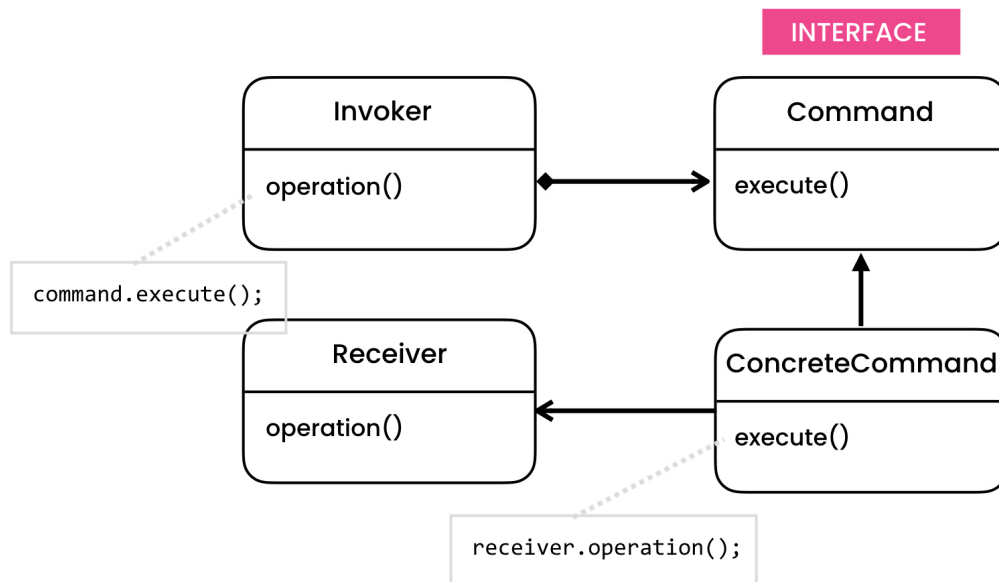 INTERFACE
Invoker
operation()
Command
execute()
command.execute();
Receiver
operation()
ConcreteCommand
execute()
receiver.operation();